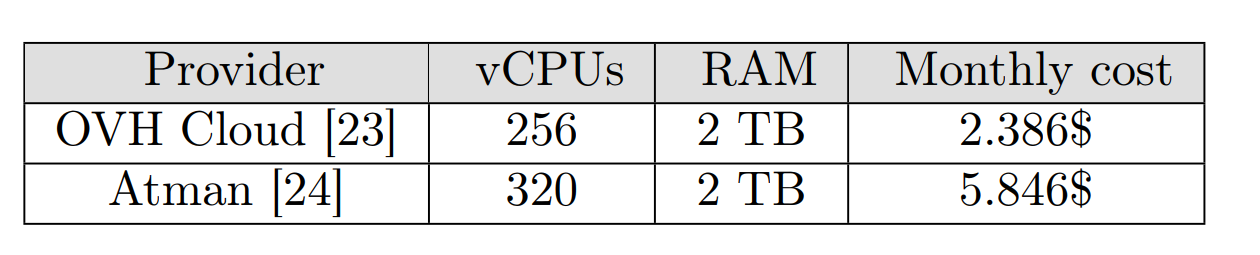 Provider vCPUs RAM Monthly cost
OVH Cloud [23] 256 2 TB 2.386$
Atman [24] 320 2 TB 5.846$